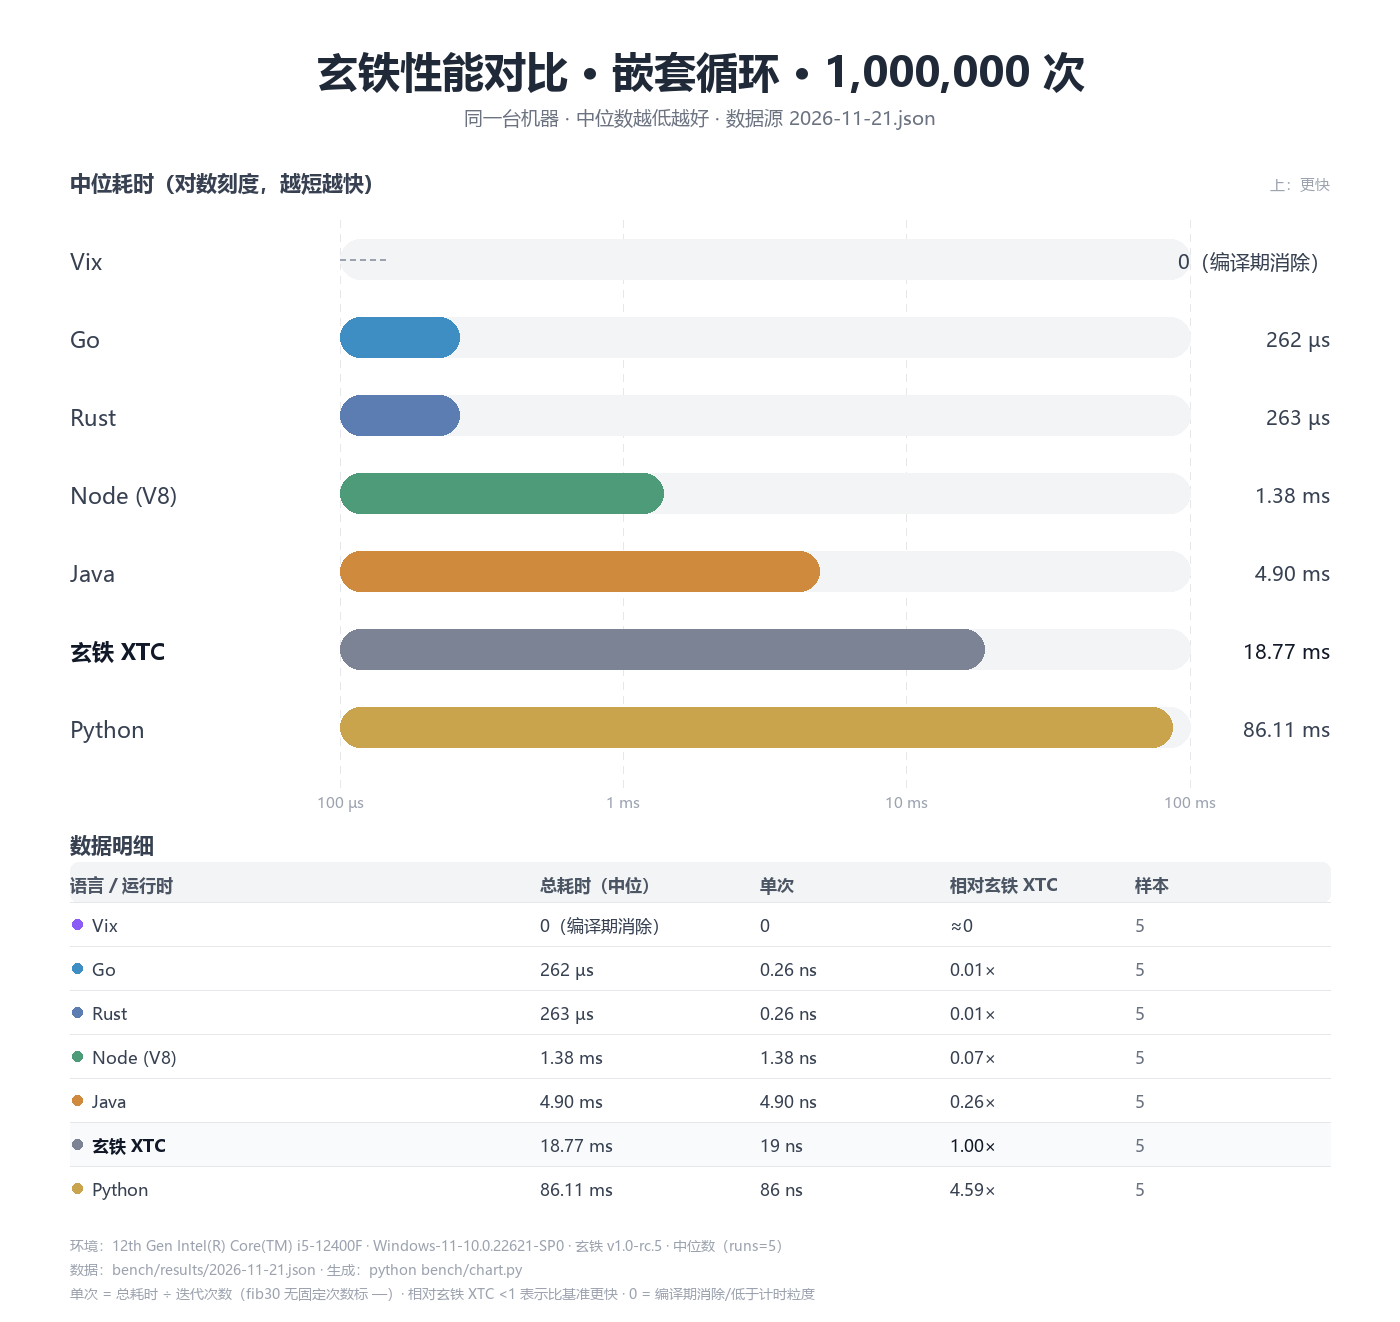 玄铁性能对比 · 嵌套循环 · 1,000,000 次
同一台机器 · 中位数越低越好 · 数据源 2026-11-21.json
中位耗时（对数刻度，越短越快） 上：更快
Vix 0（编译期消除）
Go 262 µs
Rust 263 µs
Node (V8) 1.38 ms
Java 4.90 ms
玄铁 XTC 18.77 ms
Python 86.11 ms
100 µs 1 ms 10 ms 100 ms
数据明细
语言 / 运行时 总耗时（中位） 单次 相对玄铁 XTC 样本
Vix 0（编译期消除） 0 ≈0 5
Go 262 µs 0.26 ns 0.01× 5
Rust 263 µs 0.26 ns 0.01× 5
Node (V8) 1.38 ms 1.38 ns 0.07× 5
Java 4.90 ms 4.90 ns 0.26× 5
玄铁 XTC 18.77 ms 19 ns 1.00× 5
Python 86.11 ms 86 ns 4.59× 5
环境：12th Gen Intel(R) Core(TM) i5-12400F · Windows-11-10.0.22621-SP0 · 玄铁 v1.0-rc.5 · 中位数（runs=5）
数据：bench/results/2026-11-21.json · 生成：python bench/chart.py
单次 = 总耗时 ÷ 迭代次数（fib30 无固定次数标 —）· 相对玄铁 XTC <1 表示比基准更快 · 0 = 编译期消除/低于计时粒度